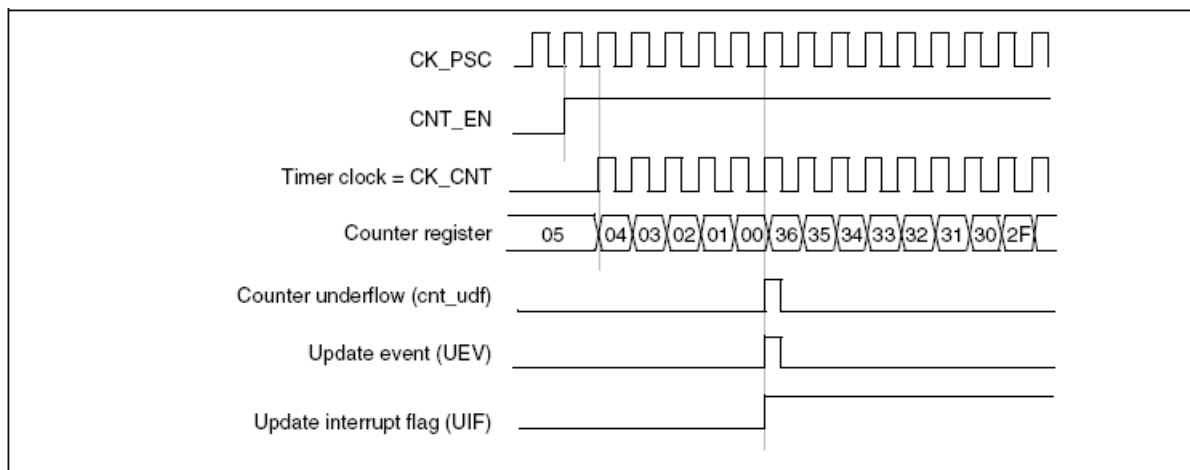 CK_PSC
CNT_EN
Timer clock = CK_CNT
Counter register 05 04 03 02 01 00 36 35 34 33 32 31 30 2F
Counter underflow (cnt_udf)
Update event (UEV)
Update interrupt flag (UIF)